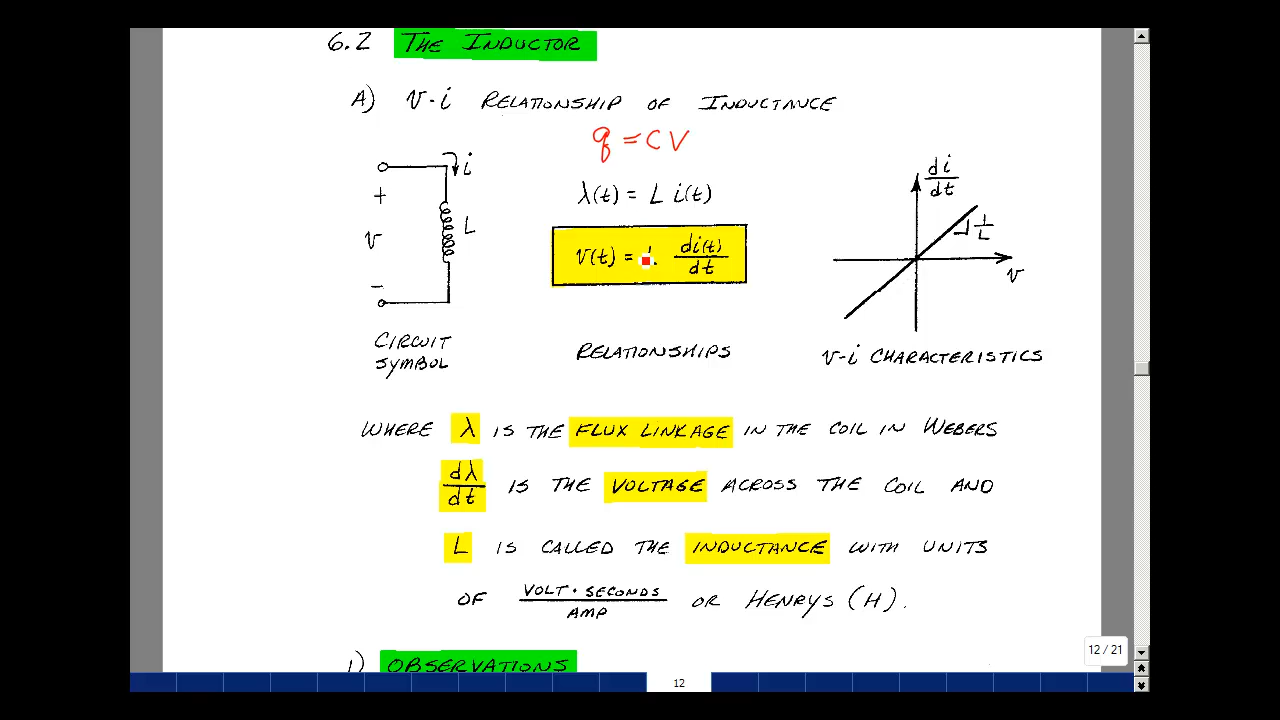 6.2 THE INDUCTOR
A) v-i RELATIONSHIP OF INDUCTANCE
q = CV
i
+
v
-
L
λ(t) = L i(t)
v(t) = di(t)/dt
di/dt
1/L
v
CIRCUIT
SYMBOL
RELATIONSHIPS
v-i CHARACTERISTICS
WHERE λ IS THE FLUX LINKAGE IN THE COIL IN WEBERS
dλ/dt IS THE VOLTAGE ACROSS THE COIL AND
L IS CALLED THE INDUCTANCE WITH UNITS
OF VOLT · SECONDS/AMP OR HENRYS (H).
1) OBSERVATIONS
12 / 21
12